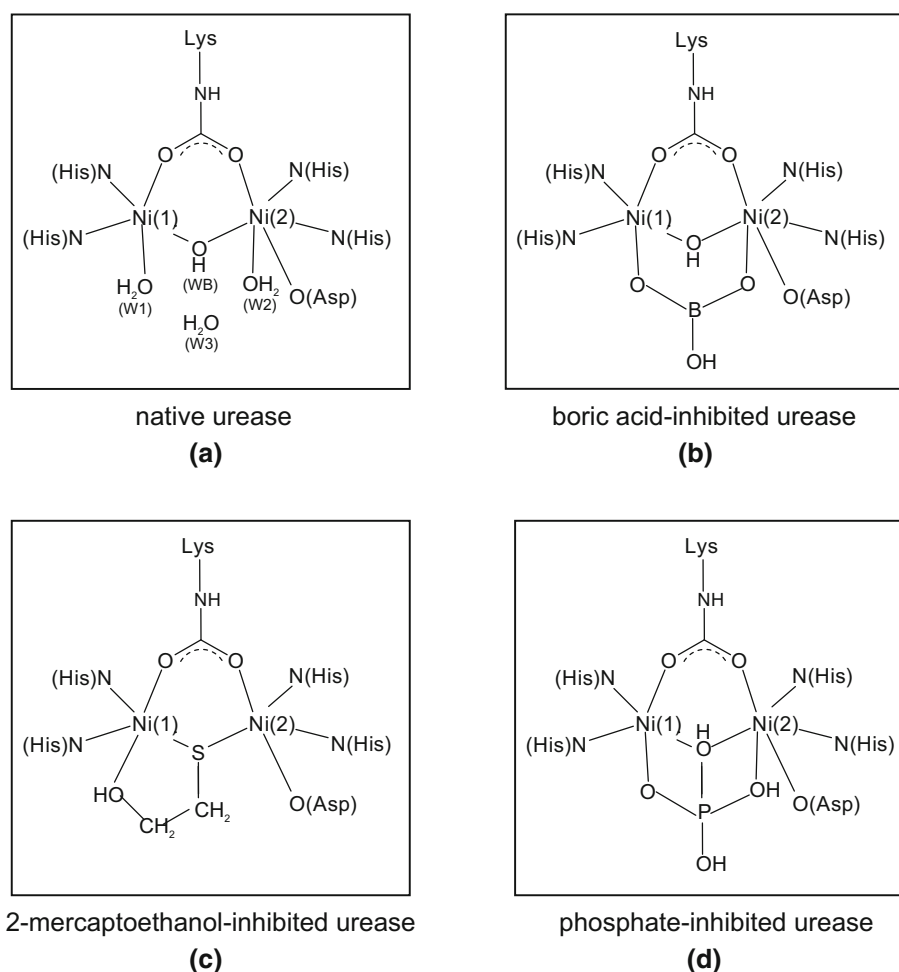 Lys
NH
O O
(His)N N(His)
(His)N Ni(1) Ni(2) N(His)
O
H
H2O (WB) OH2 O(Asp)
(W1) (W2)
H2O
(W3)
native urease
(a)
Lys
NH
O O
(His)N N(His)
(His)N Ni(1) Ni(2) N(His)
O
H
O O O(Asp)
B
OH
boric acid-inhibited urease
(b)
Lys
NH
O O
(His)N N(His)
(His)N Ni(1) Ni(2) N(His)
S
HO O(Asp)
CH2 CH2
2-mercaptoethanol-inhibited urease
(c)
Lys
NH
O O
(His)N N(His)
(His)N Ni(1) H Ni(2) N(His)
O
O OH O(Asp)
P
OH
phosphate-inhibited urease
(d)